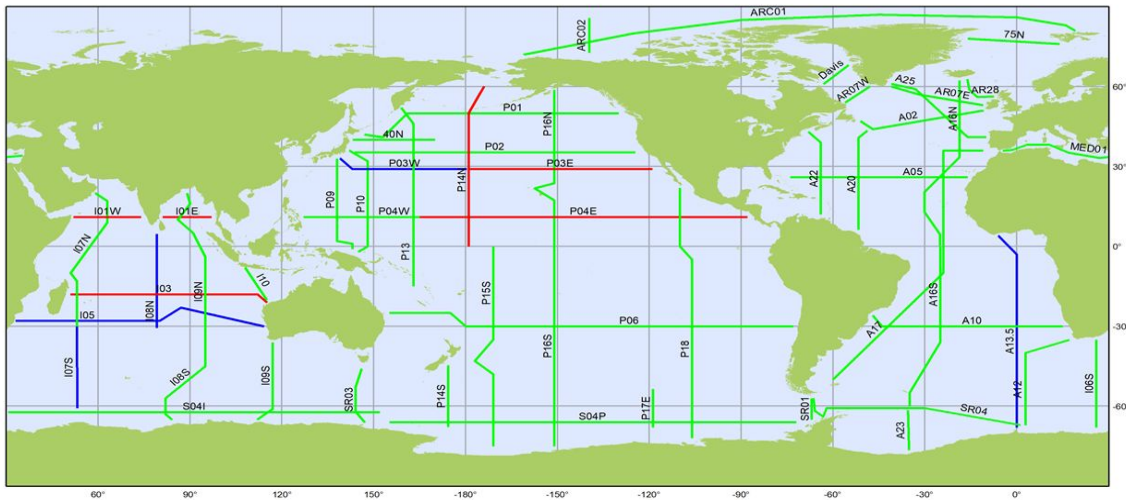 ARC01
ARC02
75N
Davis
AR07W
A25
AR07E
AR28
60°
P01
P16N
A02
A16N
40N
P02
MED01
P03W
P03E
30°
P14N
A22
A20
A05
P09
P10
I01W
I01E
P04W
P04E
I07N
P13
0°
I10
I03
I09N
P15S
A16S
I08N
I05
P06
A17
A10
-30
P16S
P18
A13.5
I07S
I08S
I09S
SR03
P14S
P17E
SR01
A12
I06S
S04I
S04P
SR04
-60
A23
60°
90°
120°
150°
-180°
-150°
-120°
-90°
-60°
-30°
0°